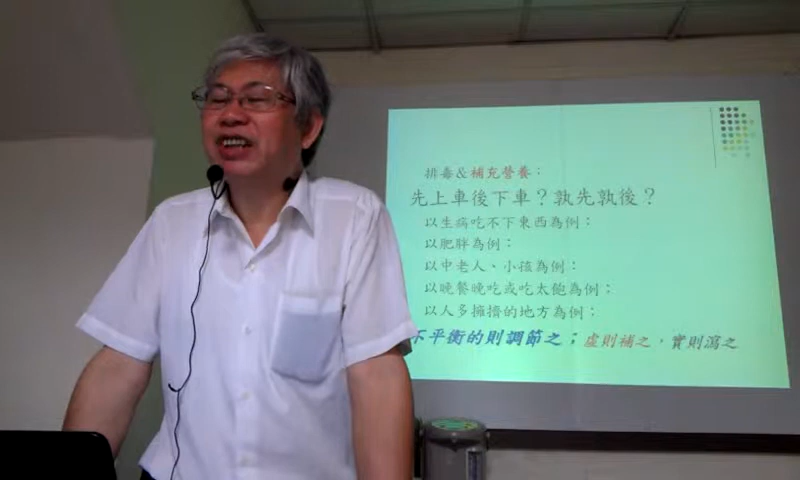 排毒&補充營養：
先上車後下車？孰先孰後？
以生病吃不下東西為例：
以肥胖為例：
以中老人、小孩為例：
以晚餐晚吃或吃太飽為例：
以人多擁擠的地方為例：
不平衡的則調節之；虛則補之，實則瀉之